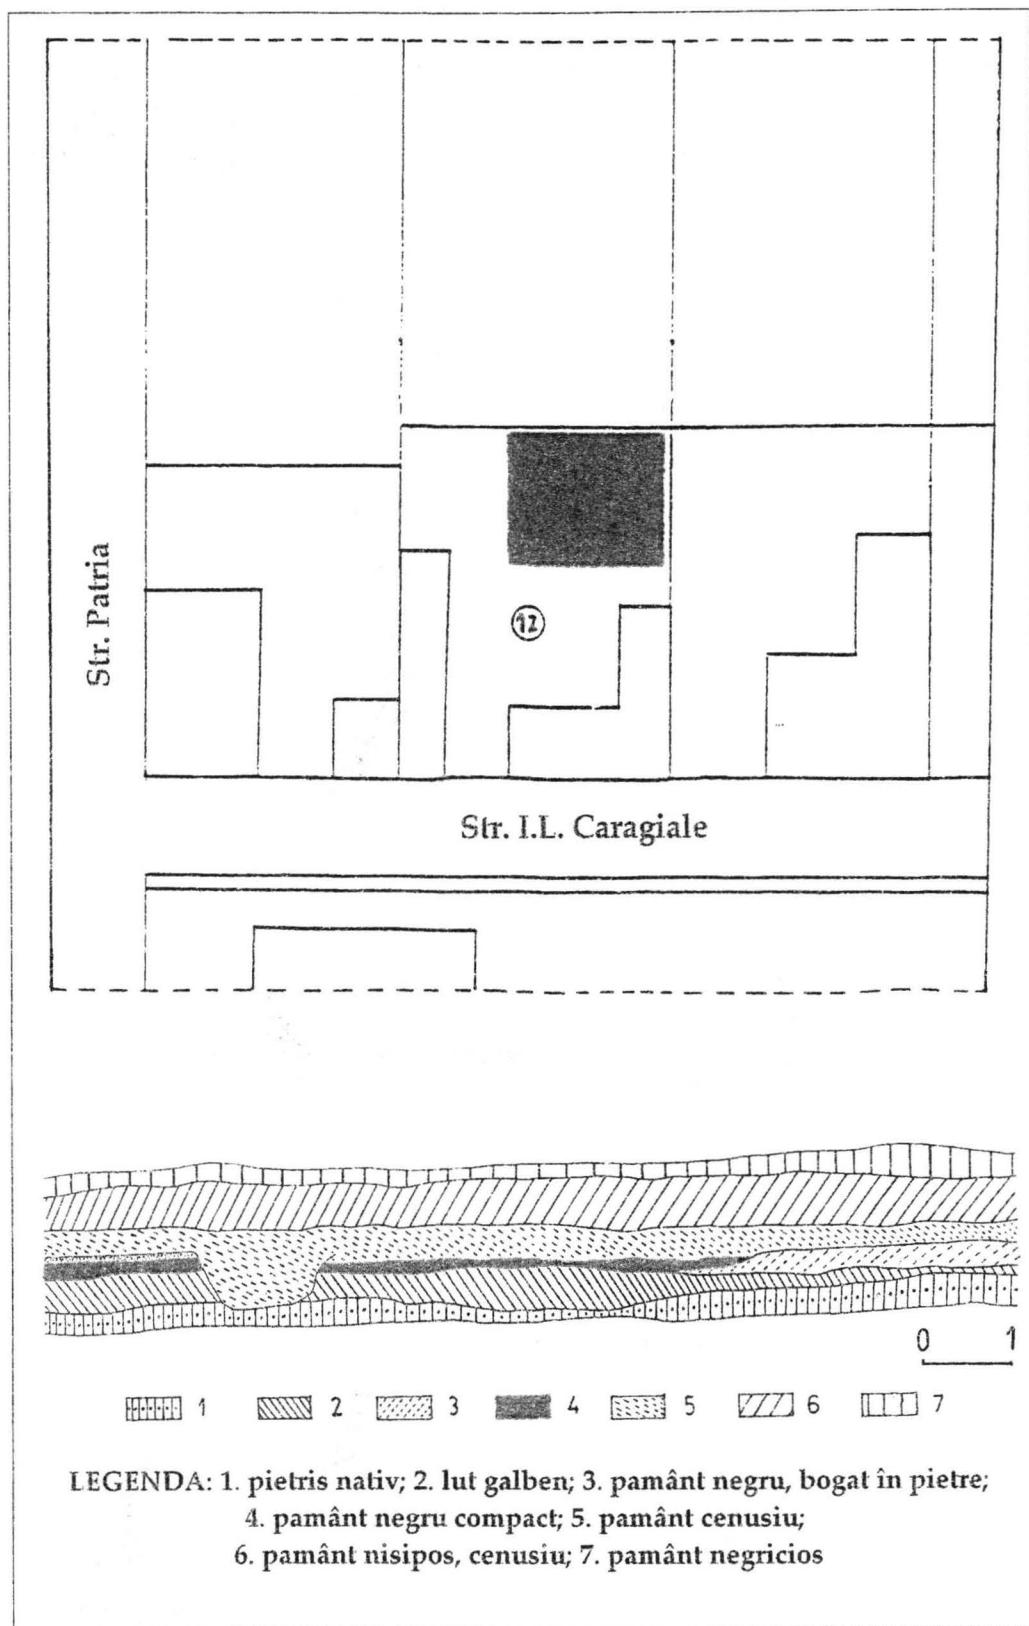 Str. Patria
12
Str. I.L. Caragiale
0 1
1 2 3 4 5 6 7
LEGENDA: 1. pietris nativ; 2. lut galben; 3. pamânt negru, bogat în pietre;
4. pamânt negru compact; 5. pamânt cenusiu;
6. pamânt nisipos, cenusiu; 7. pamânt negricios